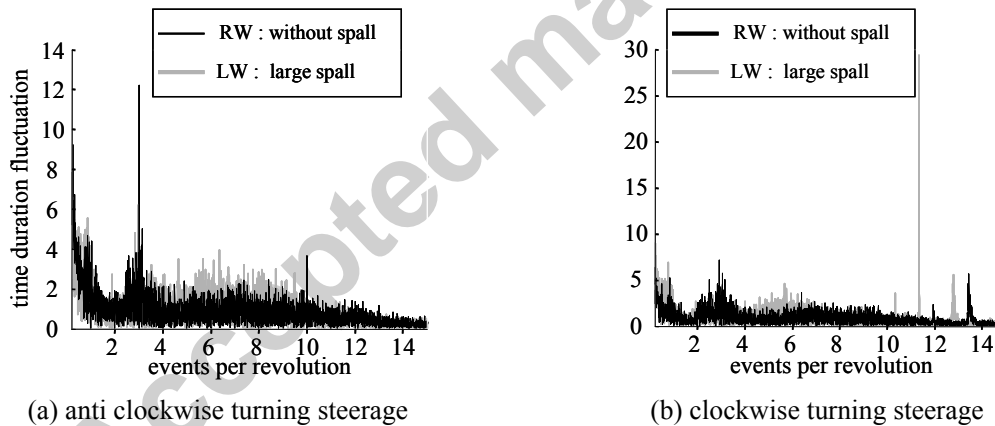 RW : without spall
LW : large spall
14
12
10
8
6
4
2
0
time duration fluctuation
2 4 6 8 10 12 14
events per revolution
(a) anti clockwise turning steerage
RW : without spall
LW : large spall
30
25
20
15
10
5
0
2 4 6 8 10 12 14
events per revolution
(b) clockwise turning steerage
accepted ma